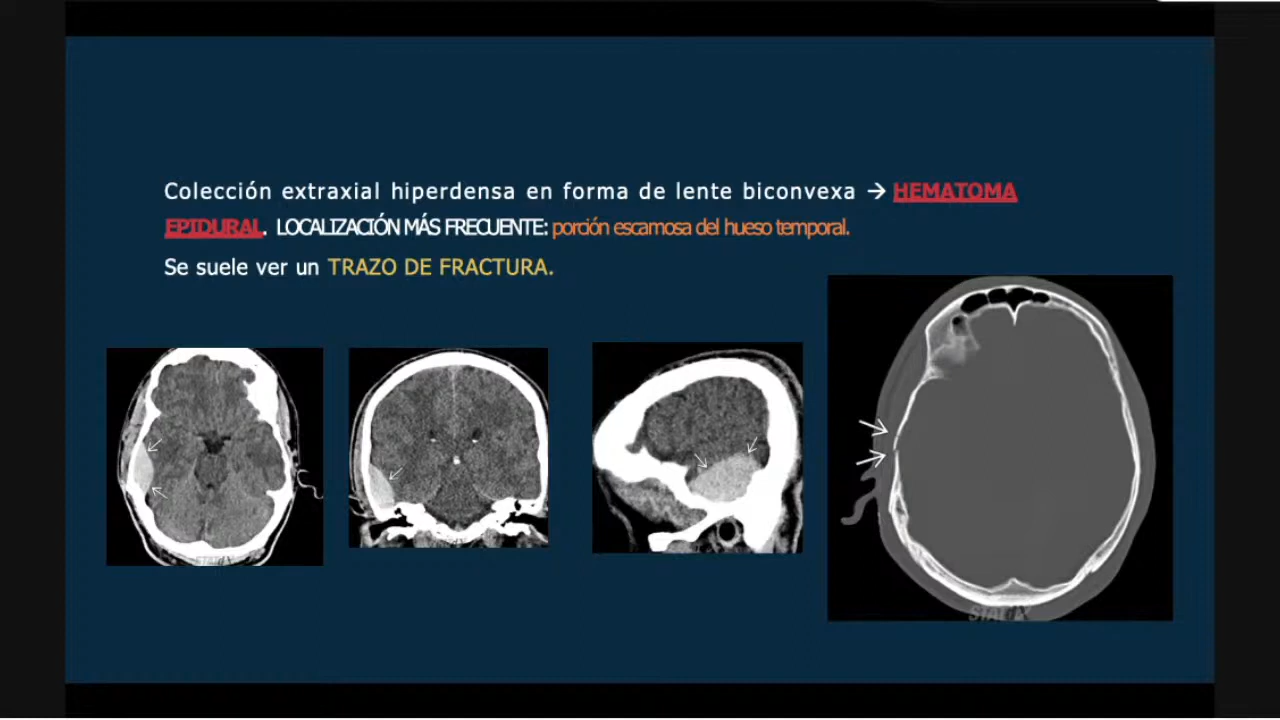 Colección extraxial hiperdensa en forma de lente biconvexa → HEMATOMA
EPIDURAL. LOCALIZACIÓN MÁS FRECUENTE: porción escamosa del hueso temporal.
Se suele ver un TRAZO DE FRACTURA.